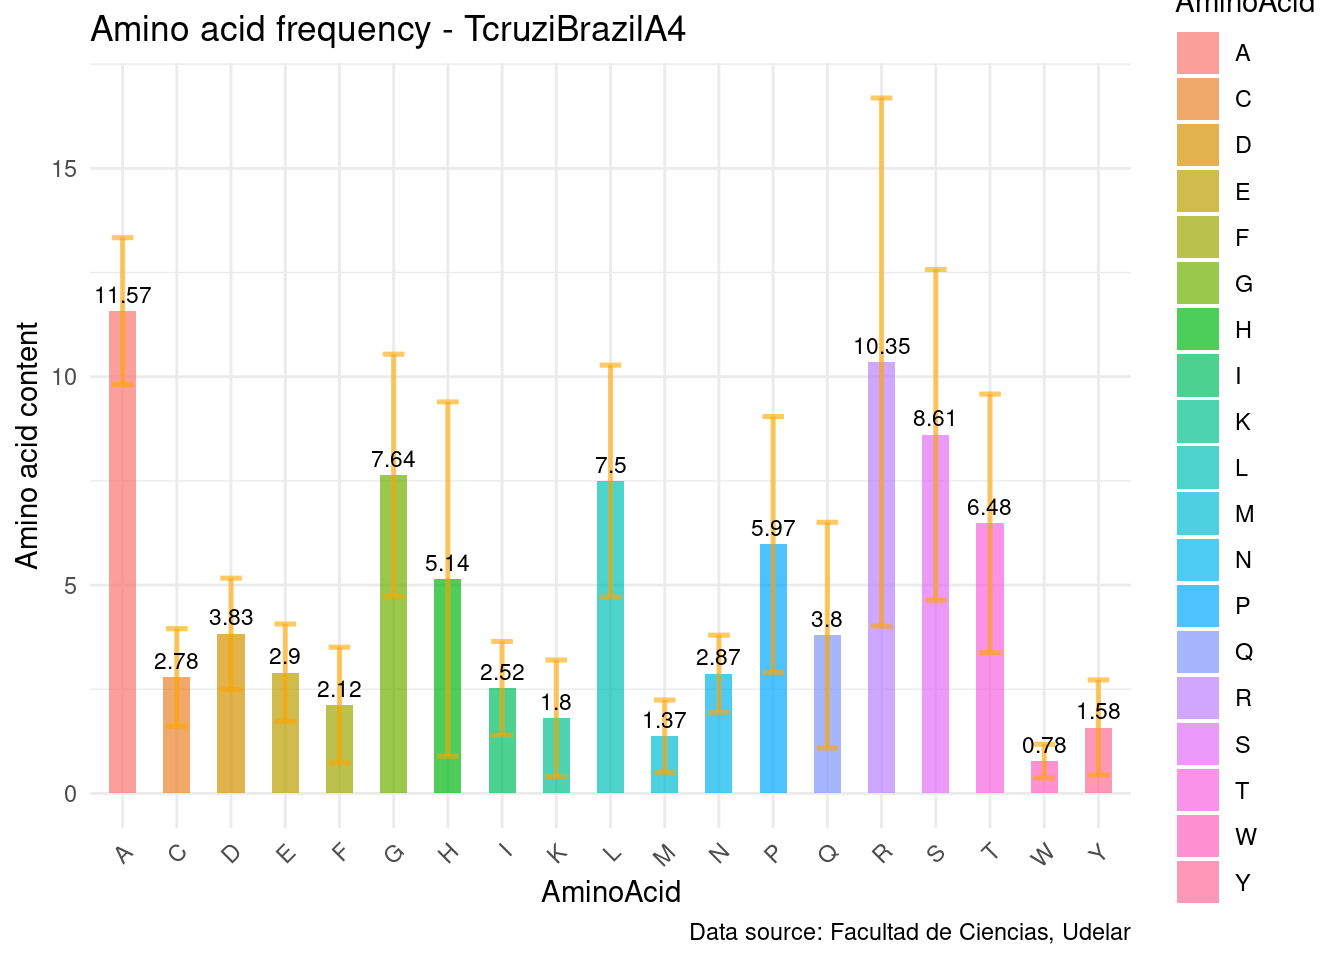 Amino acid frequency - TcruziBrazilA4
AminoAcid
A
C
D
E
F
G
H
I
K
L
M
N
P
Q
R
S
T
W
Y
Amino acid content
15
10
5
0
11.57
2.78
3.83
2.9
2.12
7.64
5.14
2.52
1.8
7.5
1.37
2.87
5.97
3.8
10.35
8.61
6.48
0.78
1.58
A C D E F G H I K L M N P Q R S T W Y
AminoAcid
Data source: Facultad de Ciencias, Udelar